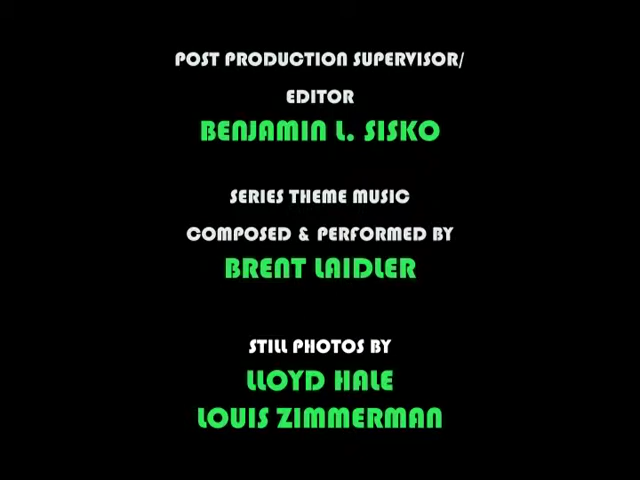 POST PRODUCTION SUPERVISOR/
EDITOR
BENJAMIN L. SISKO
SERIES THEME MUSIC
COMPOSED & PERFORMED BY
BRENT LAIDLER
STILL PHOTOS BY
LLOYD HALE
LOUIS ZIMMERMAN